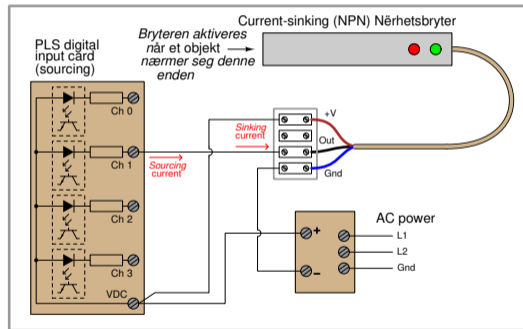 Current-sinking (NPN) Nërhetsbryter
Bryteren aktiveres
når et objekt
nærmer seg denne
enden
PLS digital
input card
(sourcing)
Ch 0
Ch 1
Ch 2
Ch 3
VDC
Sourcing
current
Sinking
current
+V
Out
Gnd
AC power
+
–
L1
L2
Gnd